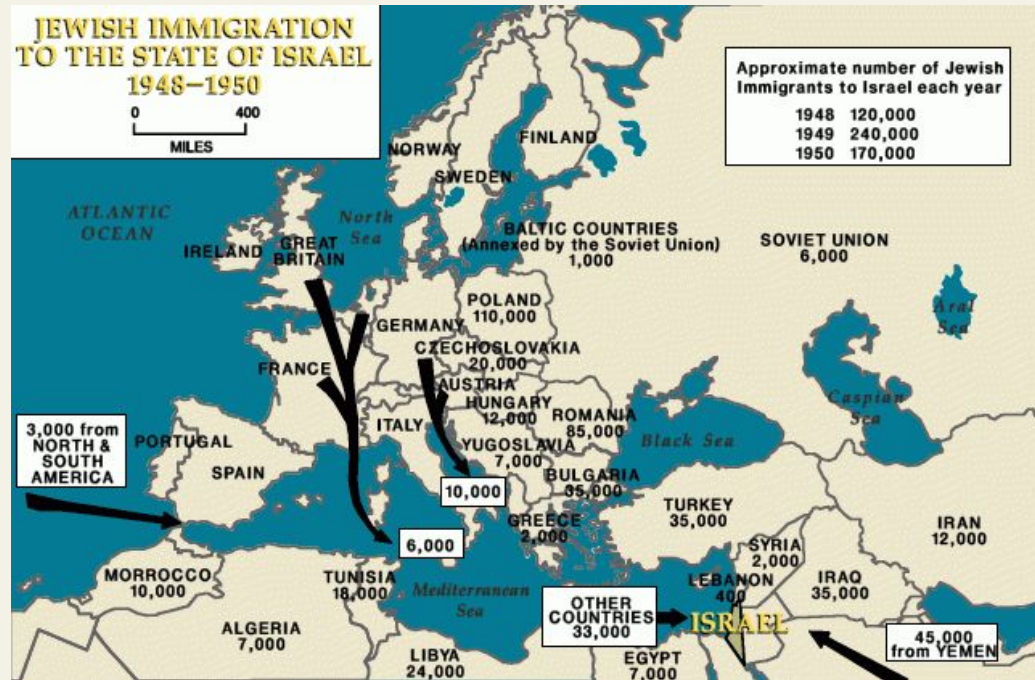 JEWISH IMMIGRATION
TO THE STATE OF ISRAEL
1948–1950
0 400
MILES
Approximate number of Jewish
Immigrants to Israel each year
1948 120,000
1949 240,000
1950 170,000
NORWAY
SWEDEN
FINLAND
ATLANTIC
OCEAN
North
Sea
IRELAND
GREAT
BRITAIN
BALTIC COUNTRIES
(Annexed by the Soviet Union)
1,000
SOVIET UNION
6,000
POLAND
110,000
Aral
Sea
GERMANY
CZECHOSLOVAKIA
20,000
FRANCE
AUSTRIA
HUNGARY
12,000
ROMANIA
85,000
Caspian
Sea
ITALY
3,000 from
NORTH &
SOUTH
AMERICA
PORTUGAL
SPAIN
YUGOSLAVIA
7,000
Black Sea
BULGARIA
35,000
10,000
GREECE
2,000
TURKEY
35,000
6,000
IRAN
12,000
SYRIA
2,000
MORROCCO
10,000
TUNISIA
18,000
Mediterranean
Sea
LEBANON
400
IRAQ
35,000
OTHER
COUNTRIES
33,000
ISRAEL
ALGERIA
7,000
LIBYA
24,000
EGYPT
7,000
45,000
from YEMEN